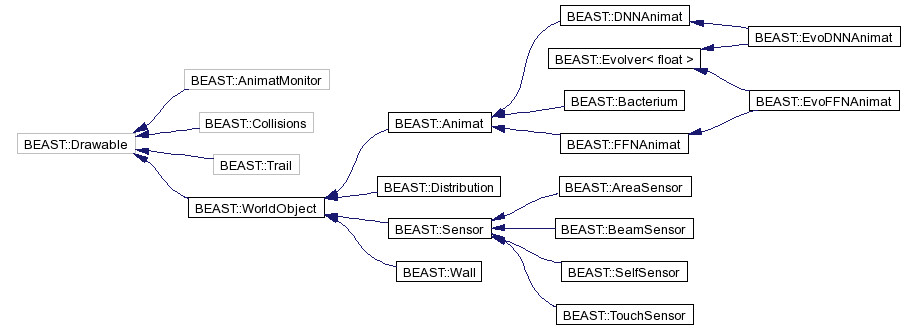 BEAST::DNNAnimat
BEAST::EvoDNNAnimat
BEAST::Evolver< float >
BEAST::AnimatMonitor
BEAST::Bacterium
BEAST::EvoFFNAnimat
BEAST::Collisions
BEAST::Animat
BEAST::Drawable
BEAST::FFNAnimat
BEAST::Trail
BEAST::Distribution
BEAST::AreaSensor
BEAST::WorldObject
BEAST::Sensor
BEAST::BeamSensor
BEAST::Wall
BEAST::SelfSensor
BEAST::TouchSensor